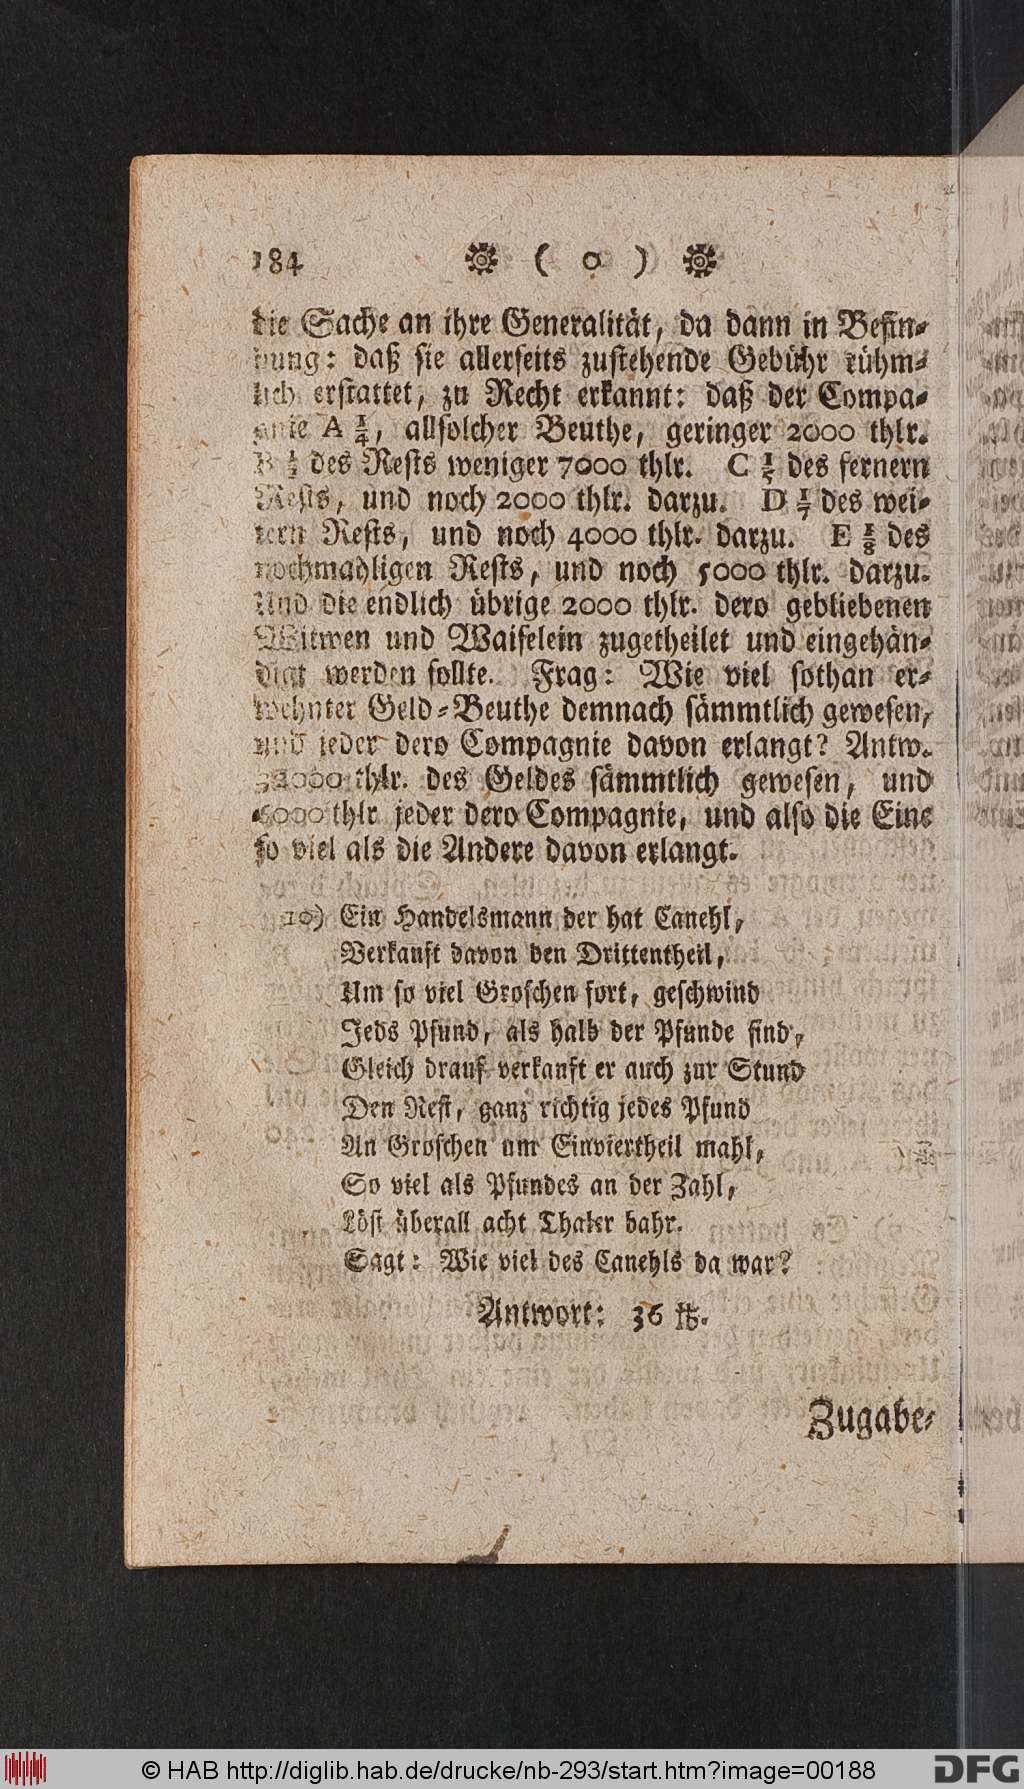 184 ( o )
die Sache an ihre Generalität, da dann in Befin-
dung: daß sie allerseits zustehende Gebühr rühm-
lich erstattet, zu Recht erkannt: daß der Compa-
gnie A 1/4, allsolcher Beuthe, geringer 2000 thlr.
B des Rests weniger 7000 thlr. C 1/5 des fernern
Rests, und noch 2000 thlr. darzu. D 1/7 des wei-
tern Rests, und noch 4000 thlr. darzu. E 1/8 des
nochmahligen Rests, und noch 5000 thlr. darzu.
Und die endlich übrige 2000 thlr. dero gebliebenen
Witwen und Waiselein zugetheilet und eingehän-
digt werden sollte. Frag: Wie viel sothan er-
wehnter Geld-Beuthe demnach sämmtlich gewesen,
und jeder dero Compagnie davon erlangt? Antw.
32000 thlr. des Geldes sämmtlich gewesen, und
6000 thlr jeder dero Compagnie, und also die Eine
so viel als die Andere davon erlangt.
10) Ein Handelsmann der hat Canehl,
Verkauft davon den Drittentheil,
Um so viel Groschen fort, geschwind
Jeds Pfund, als halb der Pfunde sind,
Gleich drauf verkauft er auch zur Stund
Den Rest, ganz richtig jedes Pfund
An Groschen um Einviertheil mahl,
So viel als Pfundes an der Zahl,
Löst überall acht Thaler bahr.
Sagt: Wie viel des Canehls da war?
Antwort: 36 ℔.
Zugabe-
© HAB http://diglib.hab.de/drucke/nb-293/start.htm?image=00188
DFG